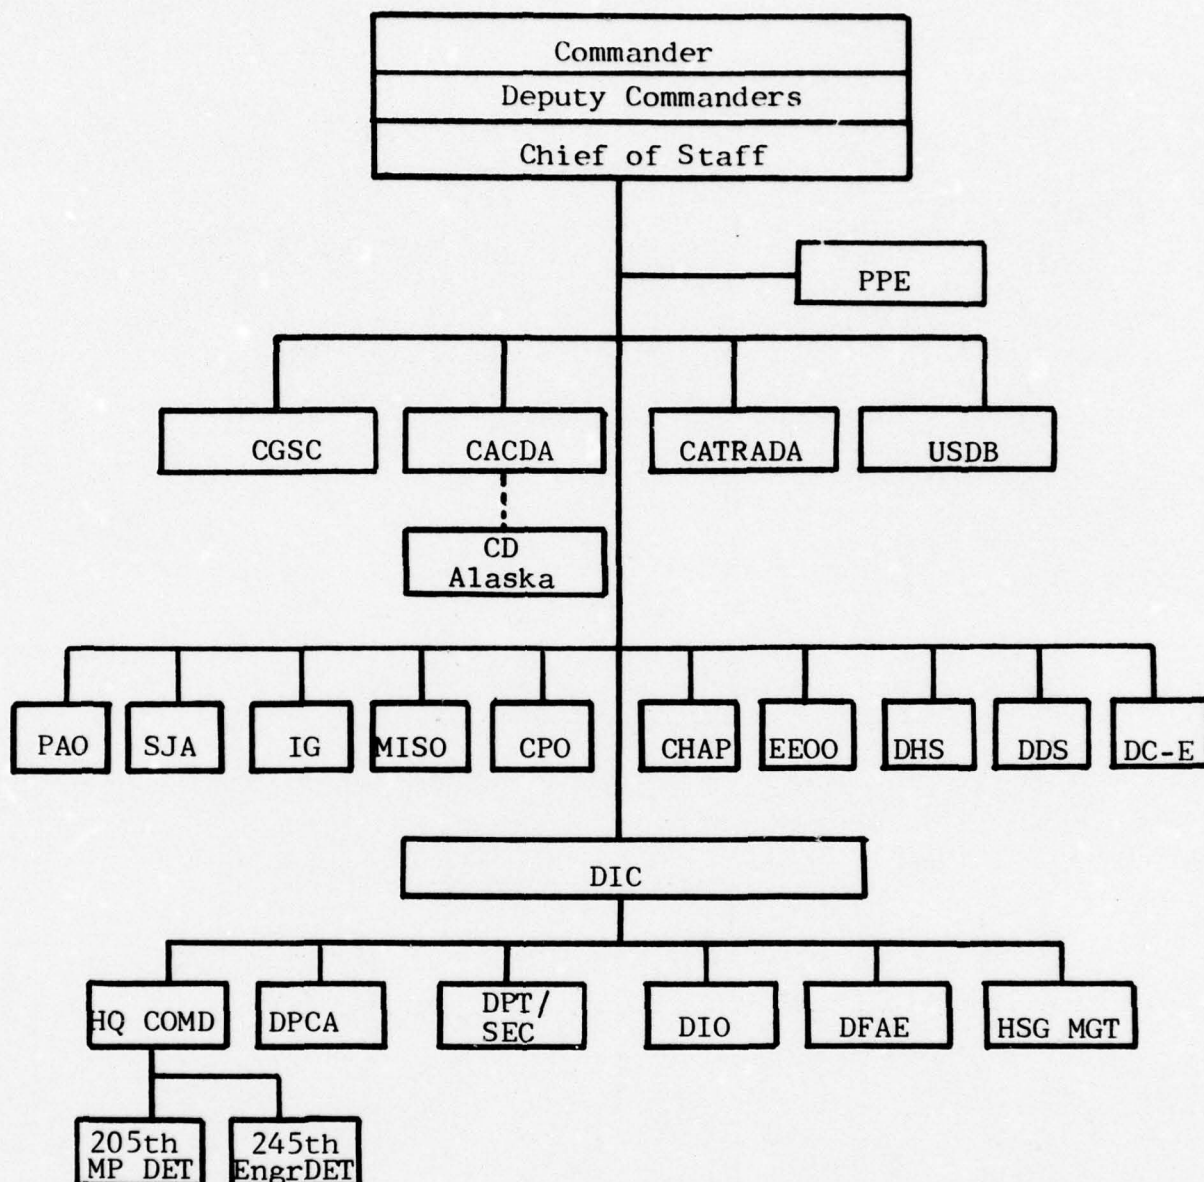 Commander
Deputy Commanders
Chief of Staff
PPE
CGSC
CACDA
CATRADA
USDB
CD
Alaska
PAO
SJA
IG
MISO
CPO
CHAP
EEOO
DHS
DDS
DC-E
DIC
HQ COMD
DPCA
DPT/
SEC
DIO
DFAE
HSG MGT
205th
MP DET
245th
EngrDET